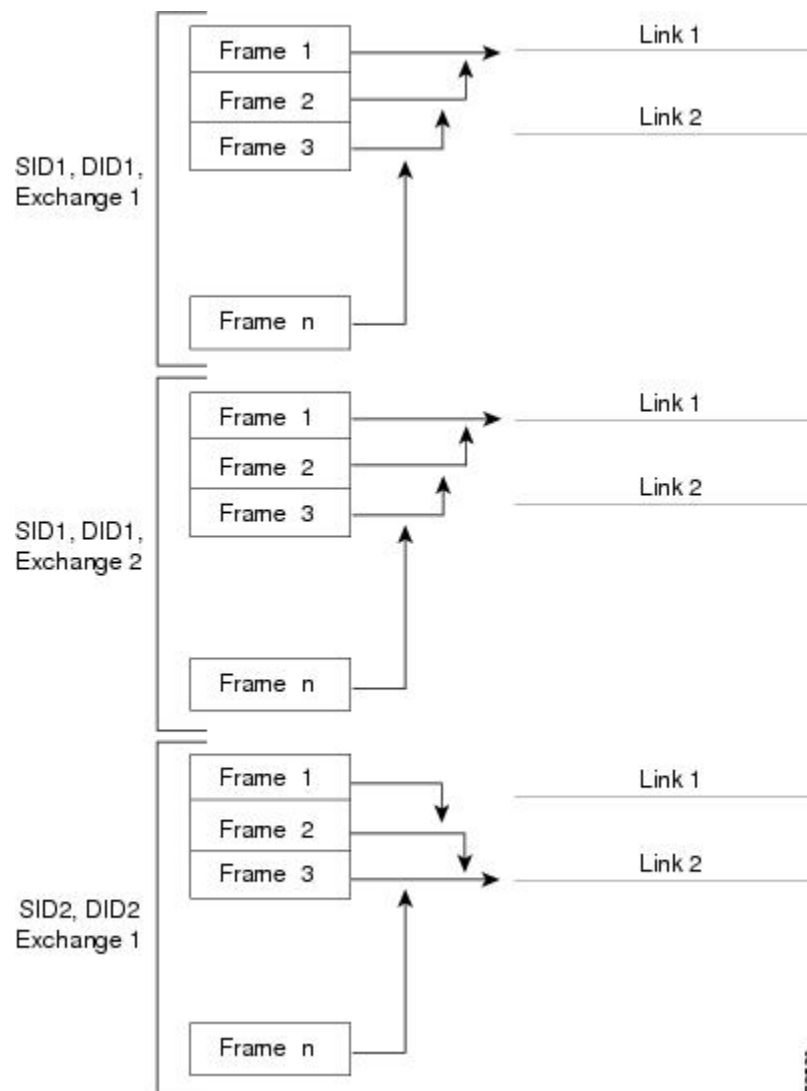 Frame 1
Link 1
Frame 2
Link 2
Frame 3
SID1, DID1,
Exchange 1
Frame n
Frame 1
Link 1
Frame 2
Link 2
Frame 3
SID1, DID1,
Exchange 2
Frame n
Frame 1
Link 1
Frame 2
Link 2
Frame 3
SID2, DID2
Exchange 1
Frame n